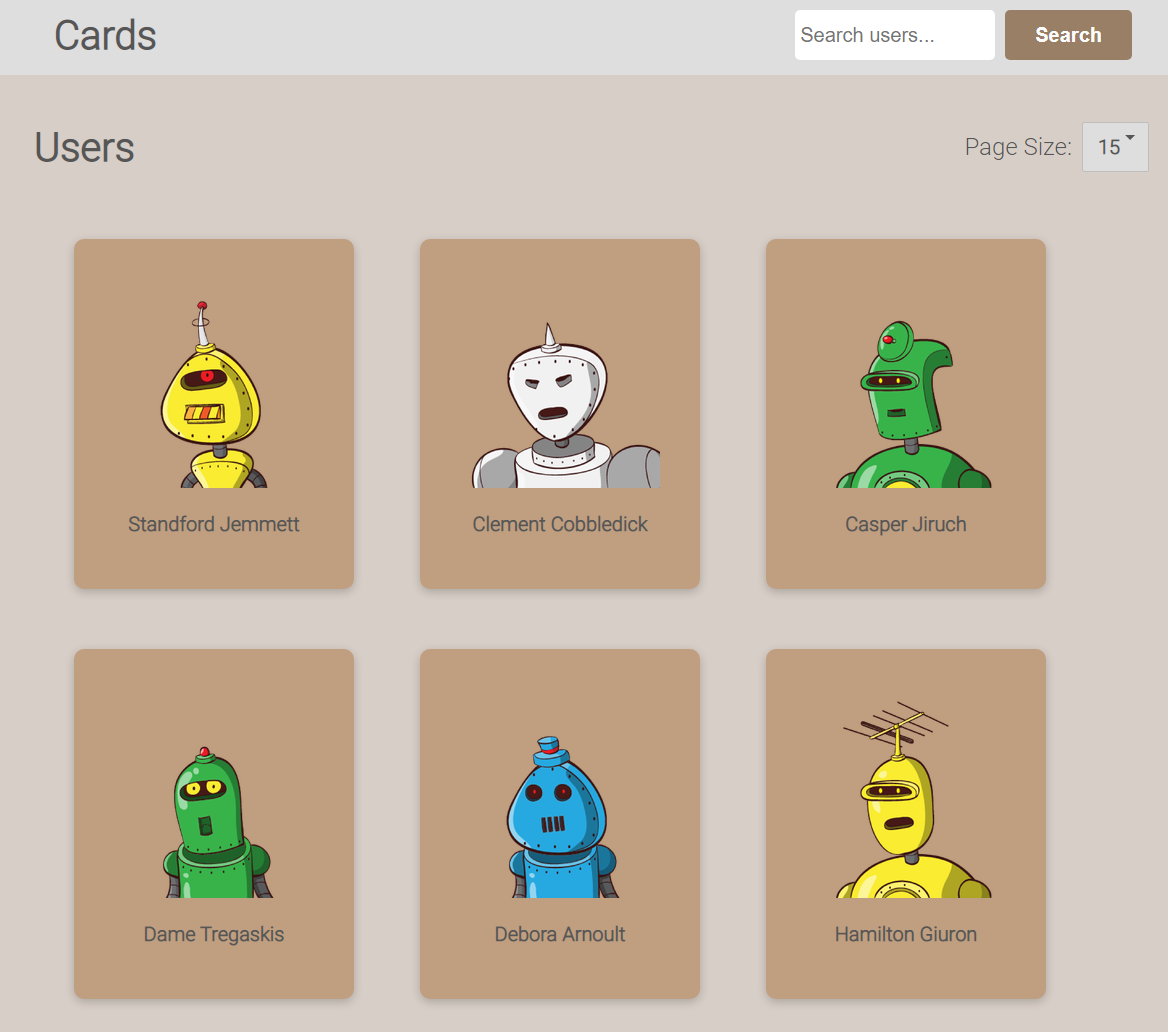 Cards
Search users...
Search
Users
Page Size:
15
Standford Jemmett
Clement Cobbledick
Casper Jiruch
Dame Tregaskis
Debora Arnoult
Hamilton Giuron